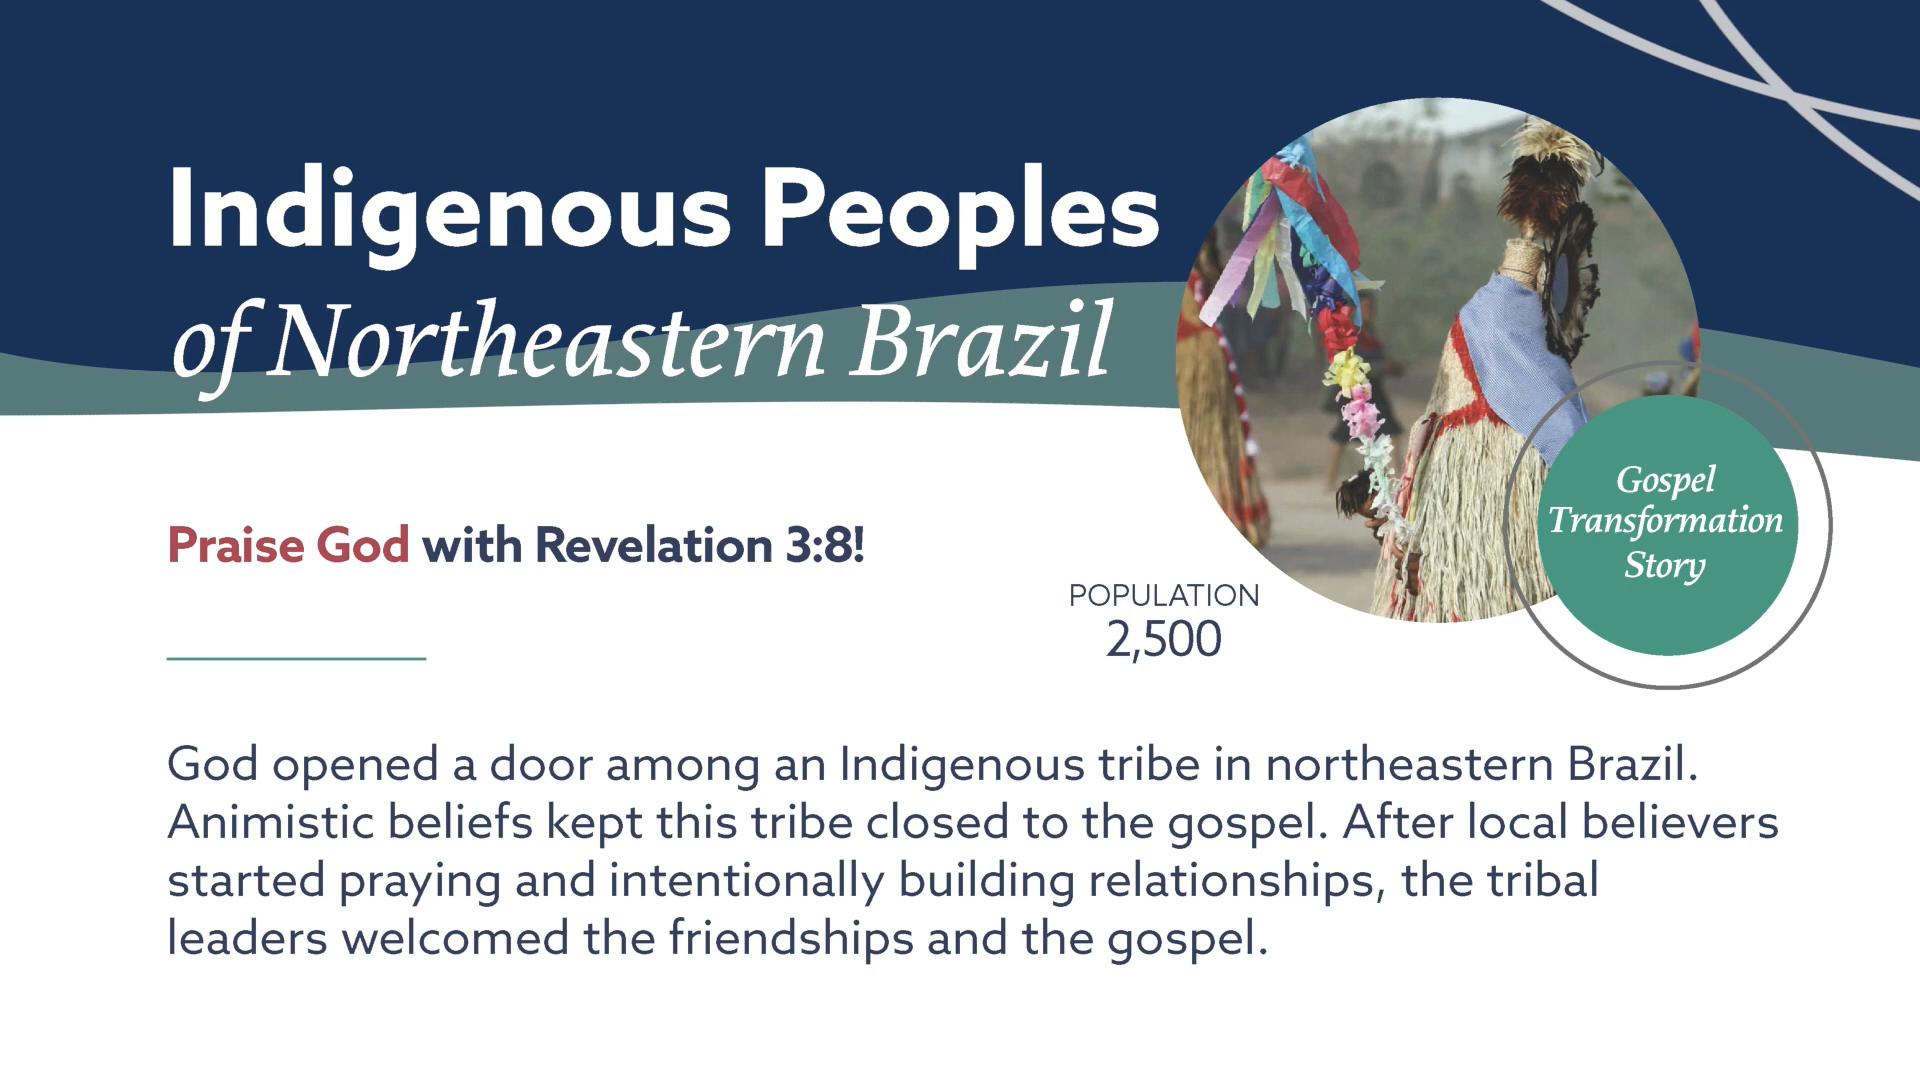 Indigenous Peoples
of Northeastern Brazil
Gospel
Transformation
Story
Praise God with Revelation 3:8!
POPULATION
2,500
God opened a door among an Indigenous tribe in northeastern Brazil.
Animistic beliefs kept this tribe closed to the gospel. After local believers
started praying and intentionally building relationships, the tribal
leaders welcomed the friendships and the gospel.